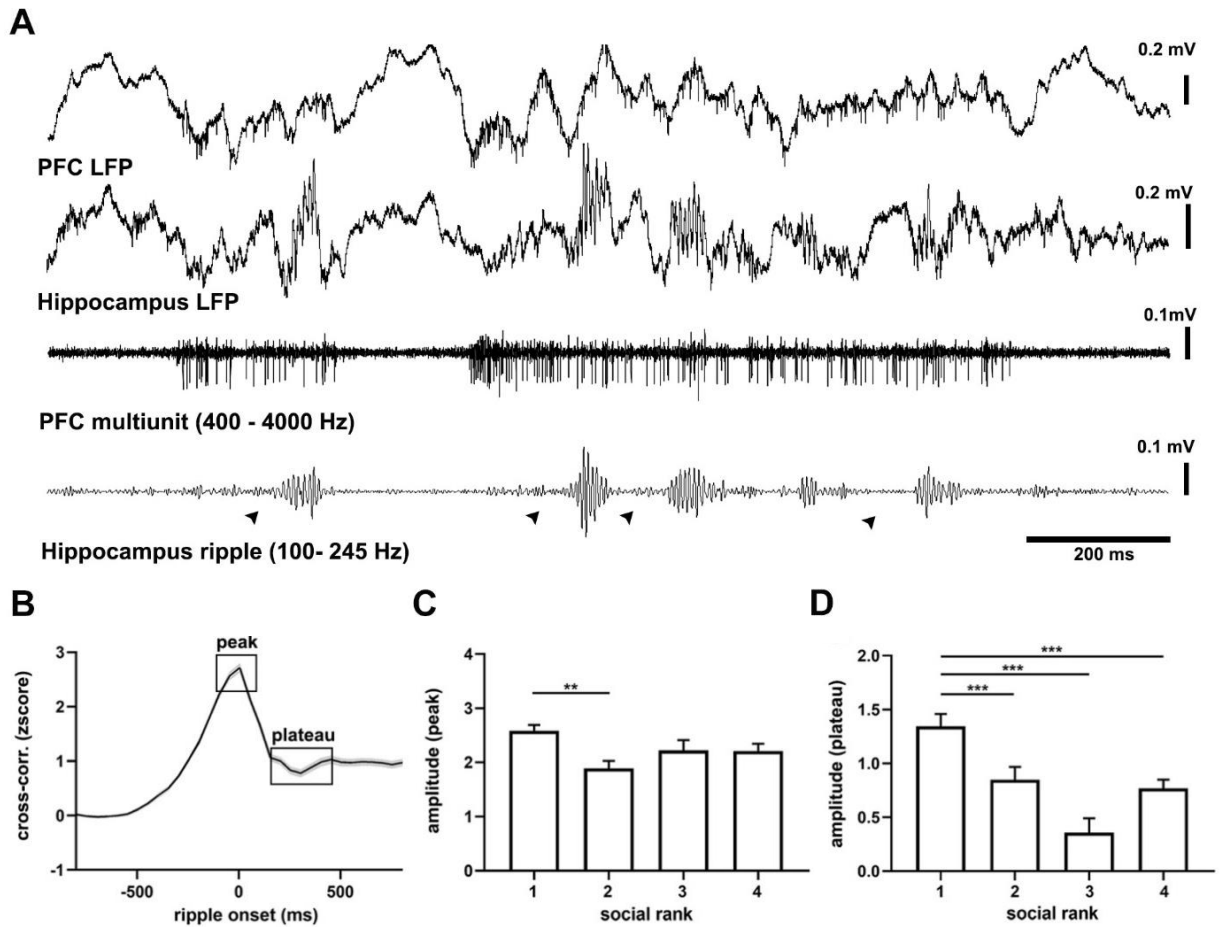 A
0.2 mV
PFC LFP
0.2 mV
Hippocampus LFP
0.1mV
PFC multiunit (400 - 4000 Hz)
0.1 mV
Hippocampus ripple (100- 245 Hz)
200 ms
B
peak
plateau
3
2
1
0
-1
cross-corr. (zscore)
-500
0
500
ripple onset (ms)
C
**
4
3
2
1
0
amplitude (peak)
1
2
3
4
social rank
D
***
***
***
2.0
1.5
1.0
0.5
0.0
amplitude (plateau)
1
2
3
4
social rank